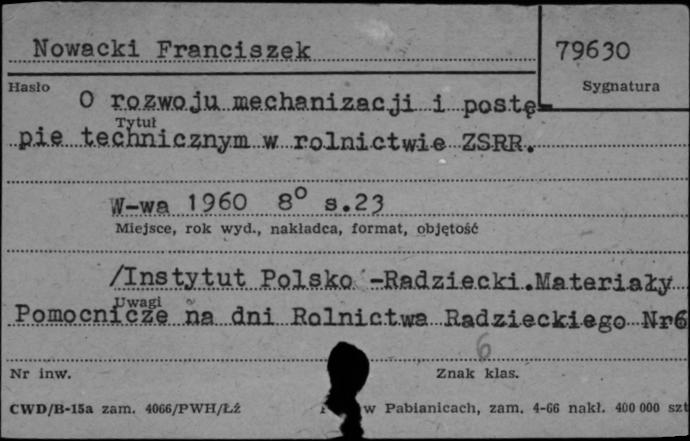 Nowacki Franciszek
79630
Hasło
Sygnatura
O rozwoju mechanizacji i postę-
Tytuł
pie technicznym w rolnictwie ZSRR.
W-wa 1960 8° s.23
Miejsce, rok wyd., nakładca, format, objętość
/Instytut Polsko -Radziecki.Materiały
Uwagi
Pomocnicze na dni Rolnictwa Radzieckiego Nr6
6
Nr inw.
Znak klas.
CWD/B-15a zam. 4066/PWH/Łź
w Pabianicach, zam. 4-66 nakł. 400 000 szt